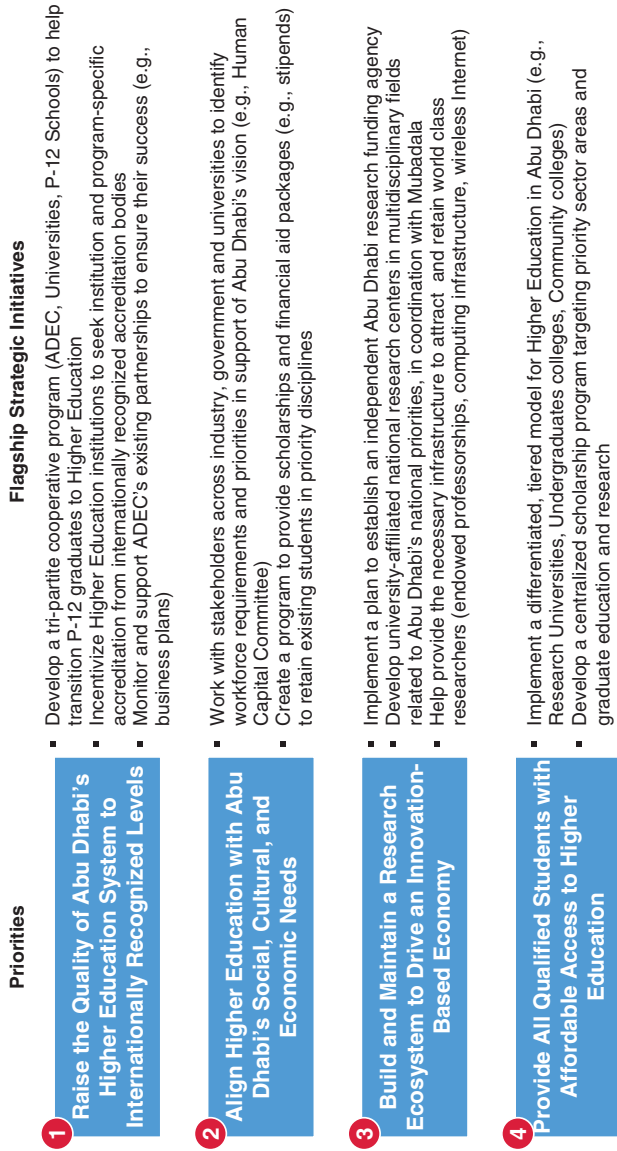 Priorities
Flagship Strategic Initiatives
1
Raise the Quality of Abu Dhabi's
Higher Education System to
Internationally Recognized Levels
▪ Develop a tri-partite cooperative program (ADEC, Universities, P-12 Schools) to help
transition P-12 graduates to Higher Education
▪ Incentivize Higher Education institutions to seek institution and program-specific
accreditation from internationally recognized accreditation bodies
▪ Monitor and support ADEC's existing partnerships to ensure their success (e.g.,
business plans)
2
Align Higher Education with Abu
Dhabi's Social, Cultural, and
Economic Needs
▪ Work with stakeholders across industry, government and universities to identify
workforce requirements and priorities in support of Abu Dhabi's vision (e.g., Human
Capital Committee)
▪ Create a program to provide scholarships and financial aid packages (e.g., stipends)
to retain existing students in priority disciplines
3
Build and Maintain a Research
Ecosystem to Drive an Innovation-
Based Economy
▪ Implement a plan to establish an independent Abu Dhabi research funding agency
▪ Develop university-affiliated national research centers in multidisciplinary fields
related to Abu Dhabi's national priorities, in coordination with Mubadala
▪ Help provide the necessary infrastructure to attract and retain world class
researchers (endowed professorships, computing infrastructure, wireless Internet)
4
Provide All Qualified Students with
Affordable Access to Higher
Education
▪ Implement a differentiated, tiered model for Higher Education in Abu Dhabi (e.g.,
Research Universities, Undergraduates colleges, Community colleges)
▪ Develop a centralized scholarship program targeting priority sector areas and
graduate education and research